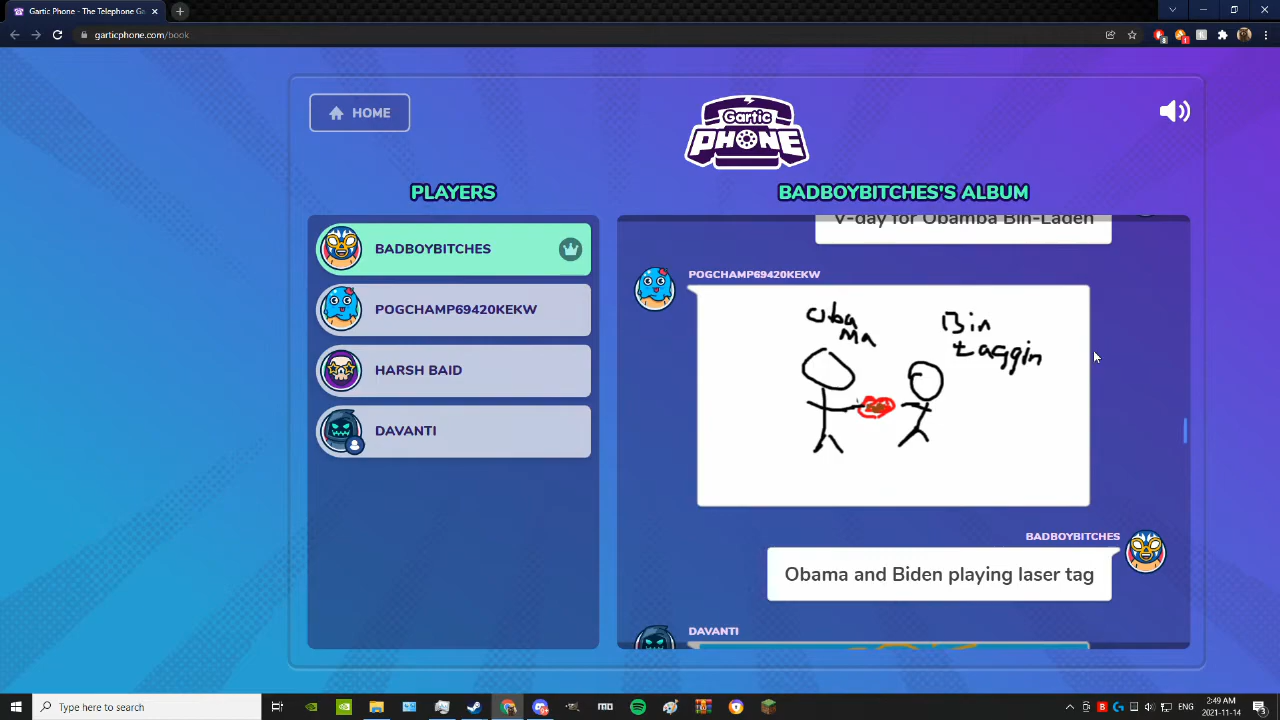 Gartic Phone - The Telephone Ga
garticphone.com/book
HOME
Gartic
PHONE
PLAYERS
BADBOYBITCHES
POGCHAMP69420KEKW
HARSH BAID
DAVANTI
BADBOYBITCHES'S ALBUM
V-day for Obamba Bin-Laden
POGCHAMP69420KEKW
Oba
Ma
Bin
taggin
BADBOYBITCHES
Obama and Biden playing laser tag
DAVANTI
Type here to search
ENG
2:49 AM
2021-11-14